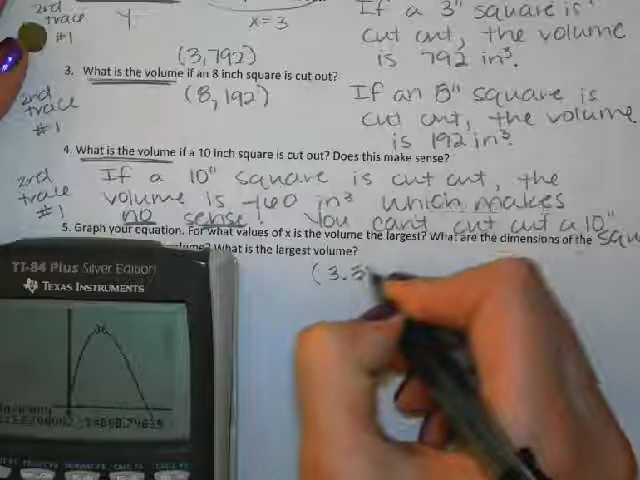 2nd
trace
#1
x=3
If a 3" square is
cut out, the volume
is 792 in³.
(3,792)
3. What is the volume if an 8 inch square is cut out?
(8,192)
2nd
trace
#1
If an 8" square is
cut out, the volume
is 192 in³.
4. What is the volume if a 10 inch square is cut out? Does this make sense?
2nd
trace
#1
If a 10" square is cut out, the
volume is -160 in³ which makes
no sense! You can't cut out a 10"
5. Graph your equation. For what values of x is the volume the largest? What are the dimensions of the
squ
What is the largest volume?
(3.5
TI-84 Plus Silver Edition
TEXAS INSTRUMENTS